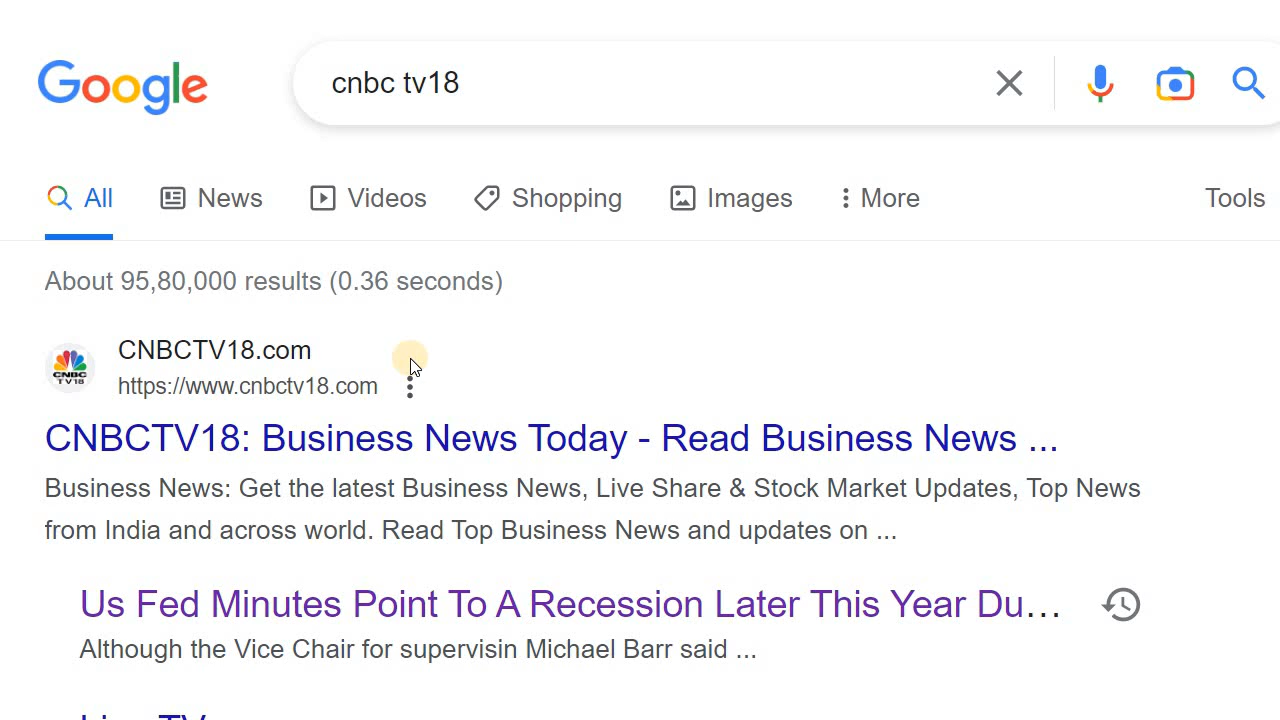 Google
cnbc tv18
All News Videos Shopping Images More Tools
About 95,80,000 results (0.36 seconds)
CNBC
TV18
CNBCTV18.com
https://www.cnbctv18.com
CNBCTV18: Business News Today - Read Business News ...
Business News: Get the latest Business News, Live Share & Stock Market Updates, Top News
from India and across world. Read Top Business News and updates on ...
Us Fed Minutes Point To A Recession Later This Year Du...
Although the Vice Chair for supervisin Michael Barr said ...
Live TV